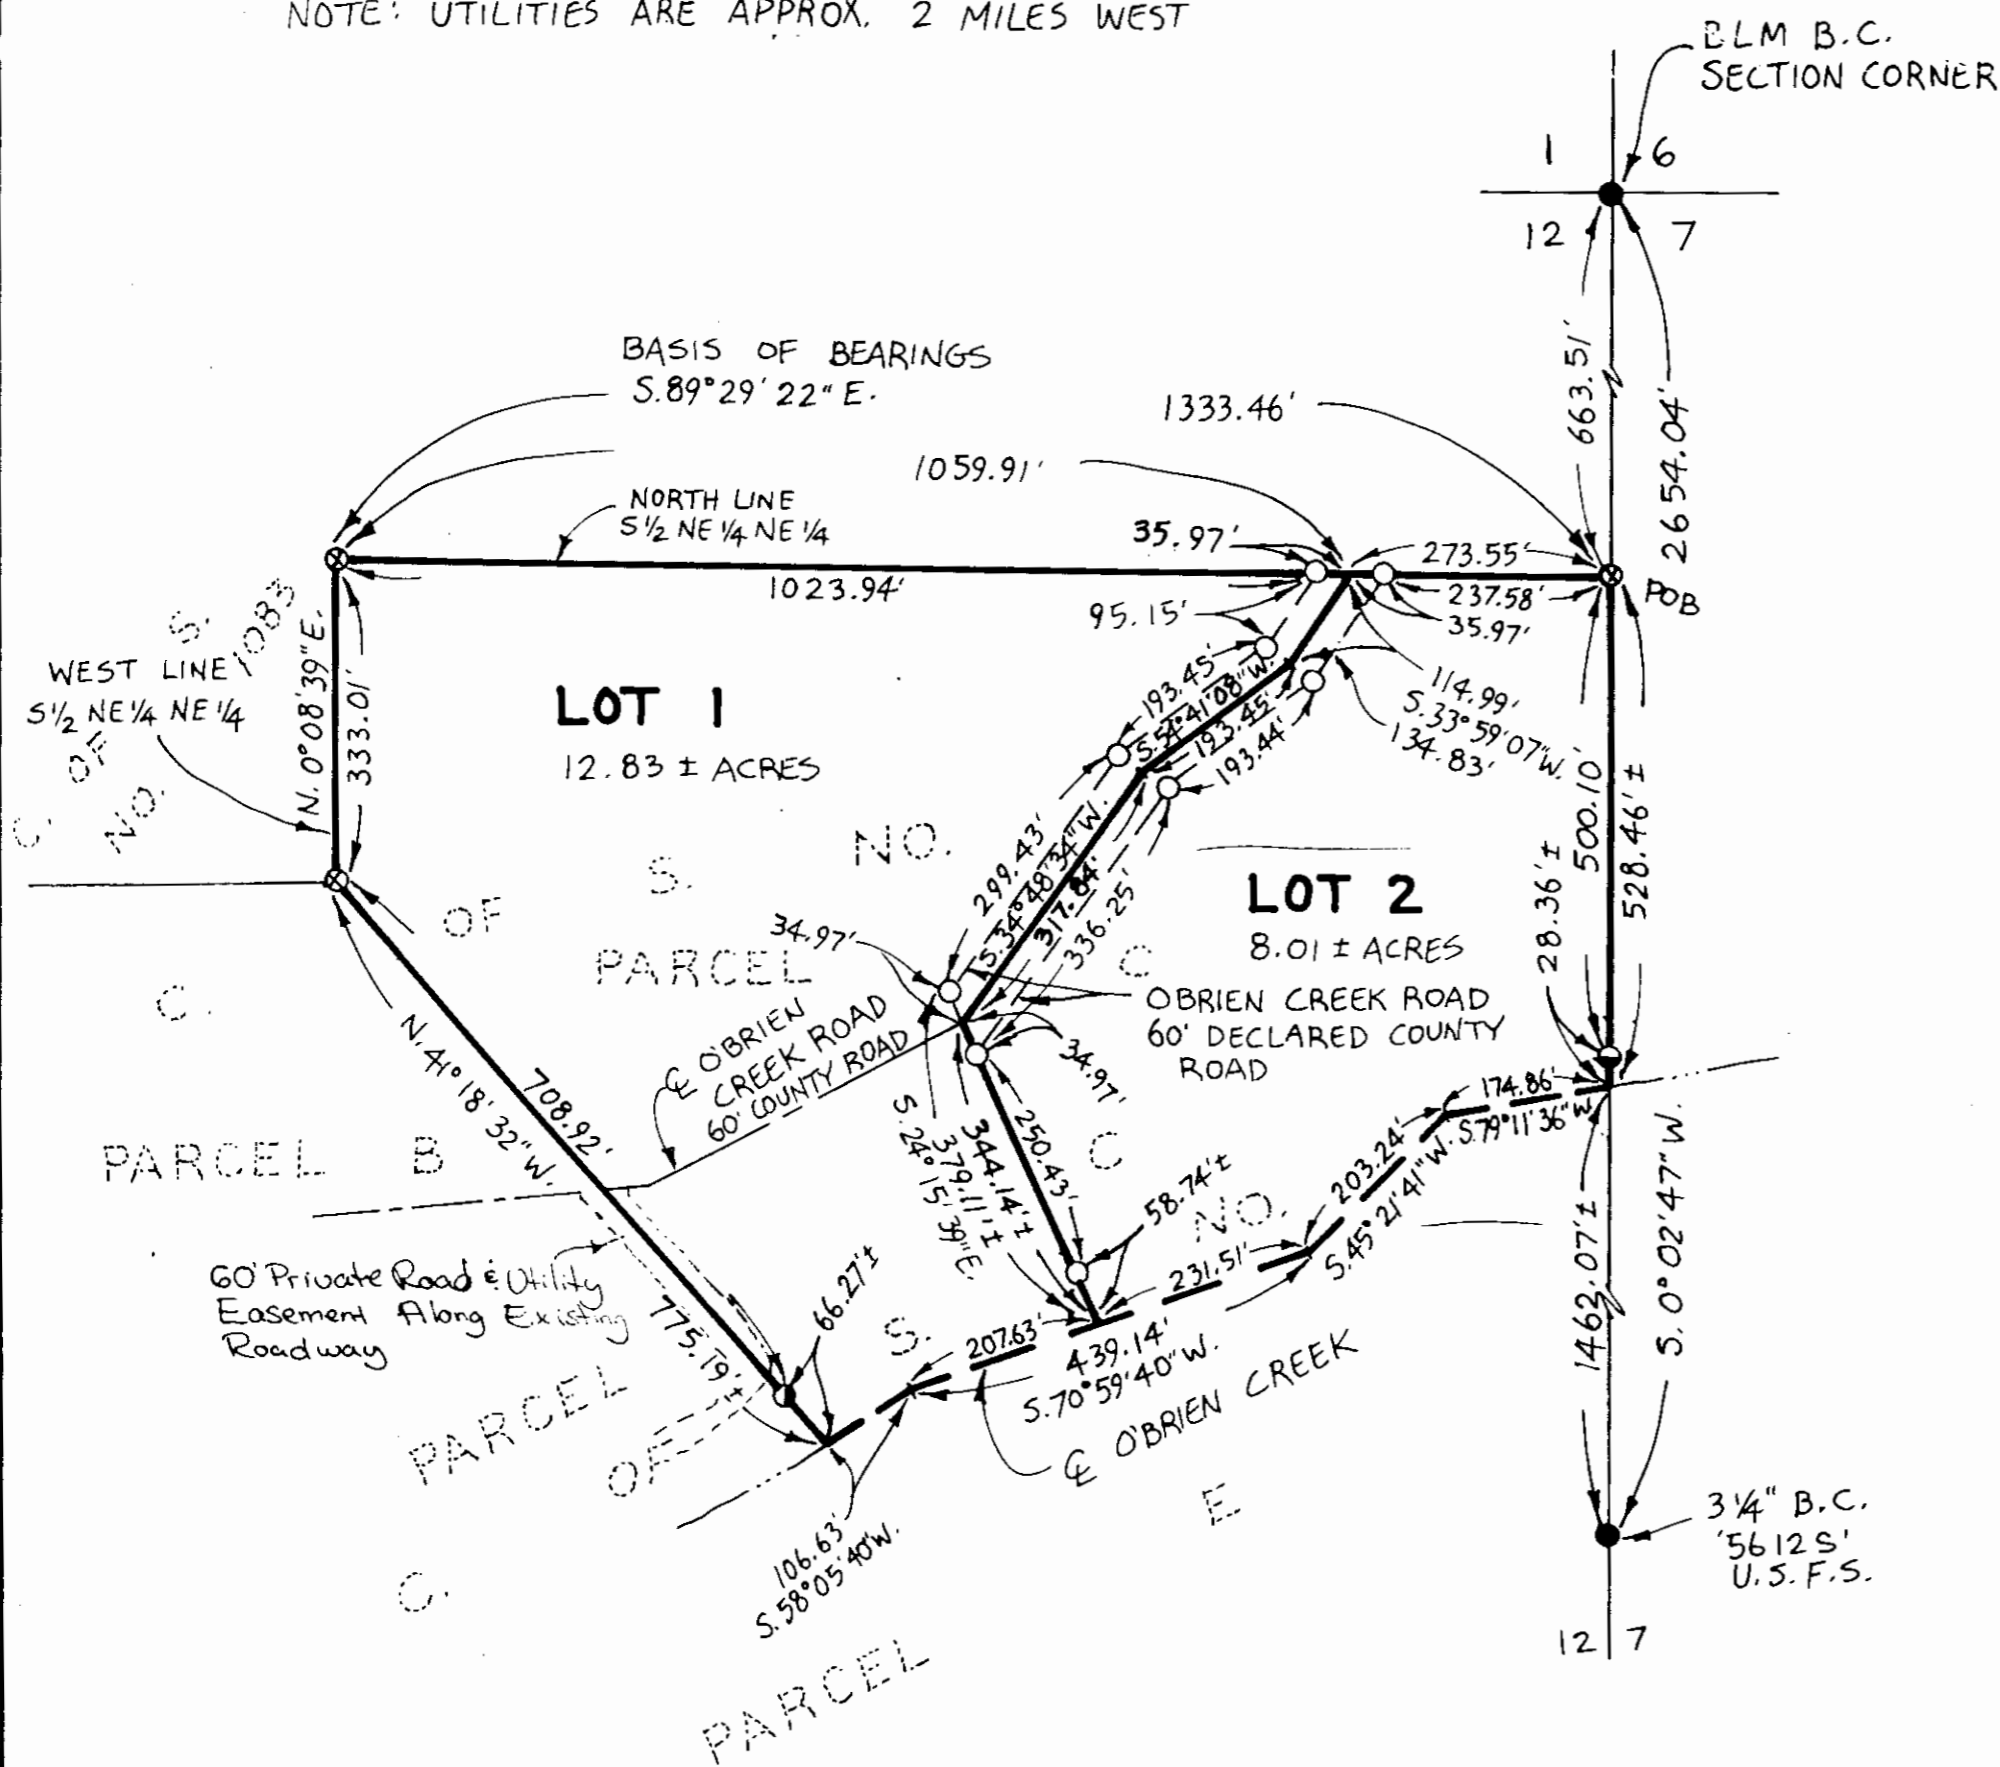 NOTE: UTILITIES ARE APPROX. 2 MILES WEST
BLM B.C.
SECTION CORNER
1 6
12 7
663.51'
2654.04'
BASIS OF BEARINGS
S.89°29'22"E.
1333.46'
1059.91'
NORTH LINE
S½ NE¼ NE¼
35.97'
273.55'
1023.94'
237.58'
35.97'
POB
95.15'
S.
1083
WEST LINE
S½ NE¼ NE¼
OF
NO.
C.
N.0°08'39"E.
333.01'
LOT 1
12.83 ± ACRES
193.45'
S.54°41'08"W.
193.45'
193.44'
114.99'
S.33°59'07"W.
134.83'
500.10
528.46'±
28.36'±
NO.
S.
OF
PARCEL
C
299.43'
S.34°48'34"W.
317.84'
336.25'
34.97'
LOT 2
8.01 ± ACRES
OBRIEN CREEK ROAD
60' DECLARED COUNTY
ROAD
C.
℄ O'BRIEN
CREEK ROAD
60' COUNTY ROAD
34.97'
N.41°18'32"W.
708.92'
PARCEL B
S.24°15'39"E.
379.11'±
344.14'±
250.43'
C
NO.
58.74'±
174.86'
S.79°11'36"W.
203.24'
S.45°21'41"W.
231.51'
60' Private Road & Utility
Easement Along Existing
Roadway
775.19'±
66.27'±
S.
207.63'
439.14'
S.70°59'40"W.
℄ O'BRIEN CREEK
1462.07'±
S.0°02'47"W.
PARCEL
OF
E
106.63'
S.58°05'40"W.
C.
PARCEL
3¼" B.C.
'5612S'
U.S.F.S.
12 7